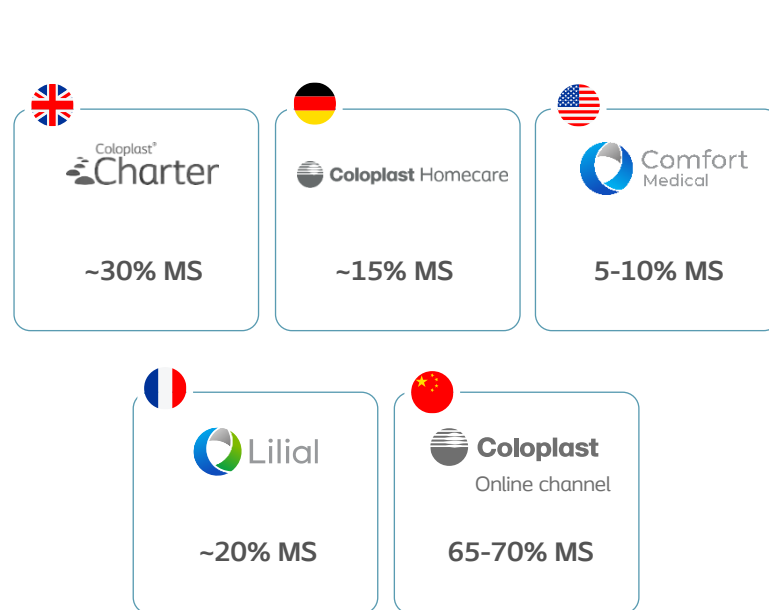 Coloplast®
Charter
Coloplast Homecare
Comfort
Medical
~30% MS
~15% MS
5-10% MS
Lilial
Coloplast
Online channel
~20% MS
65-70% MS